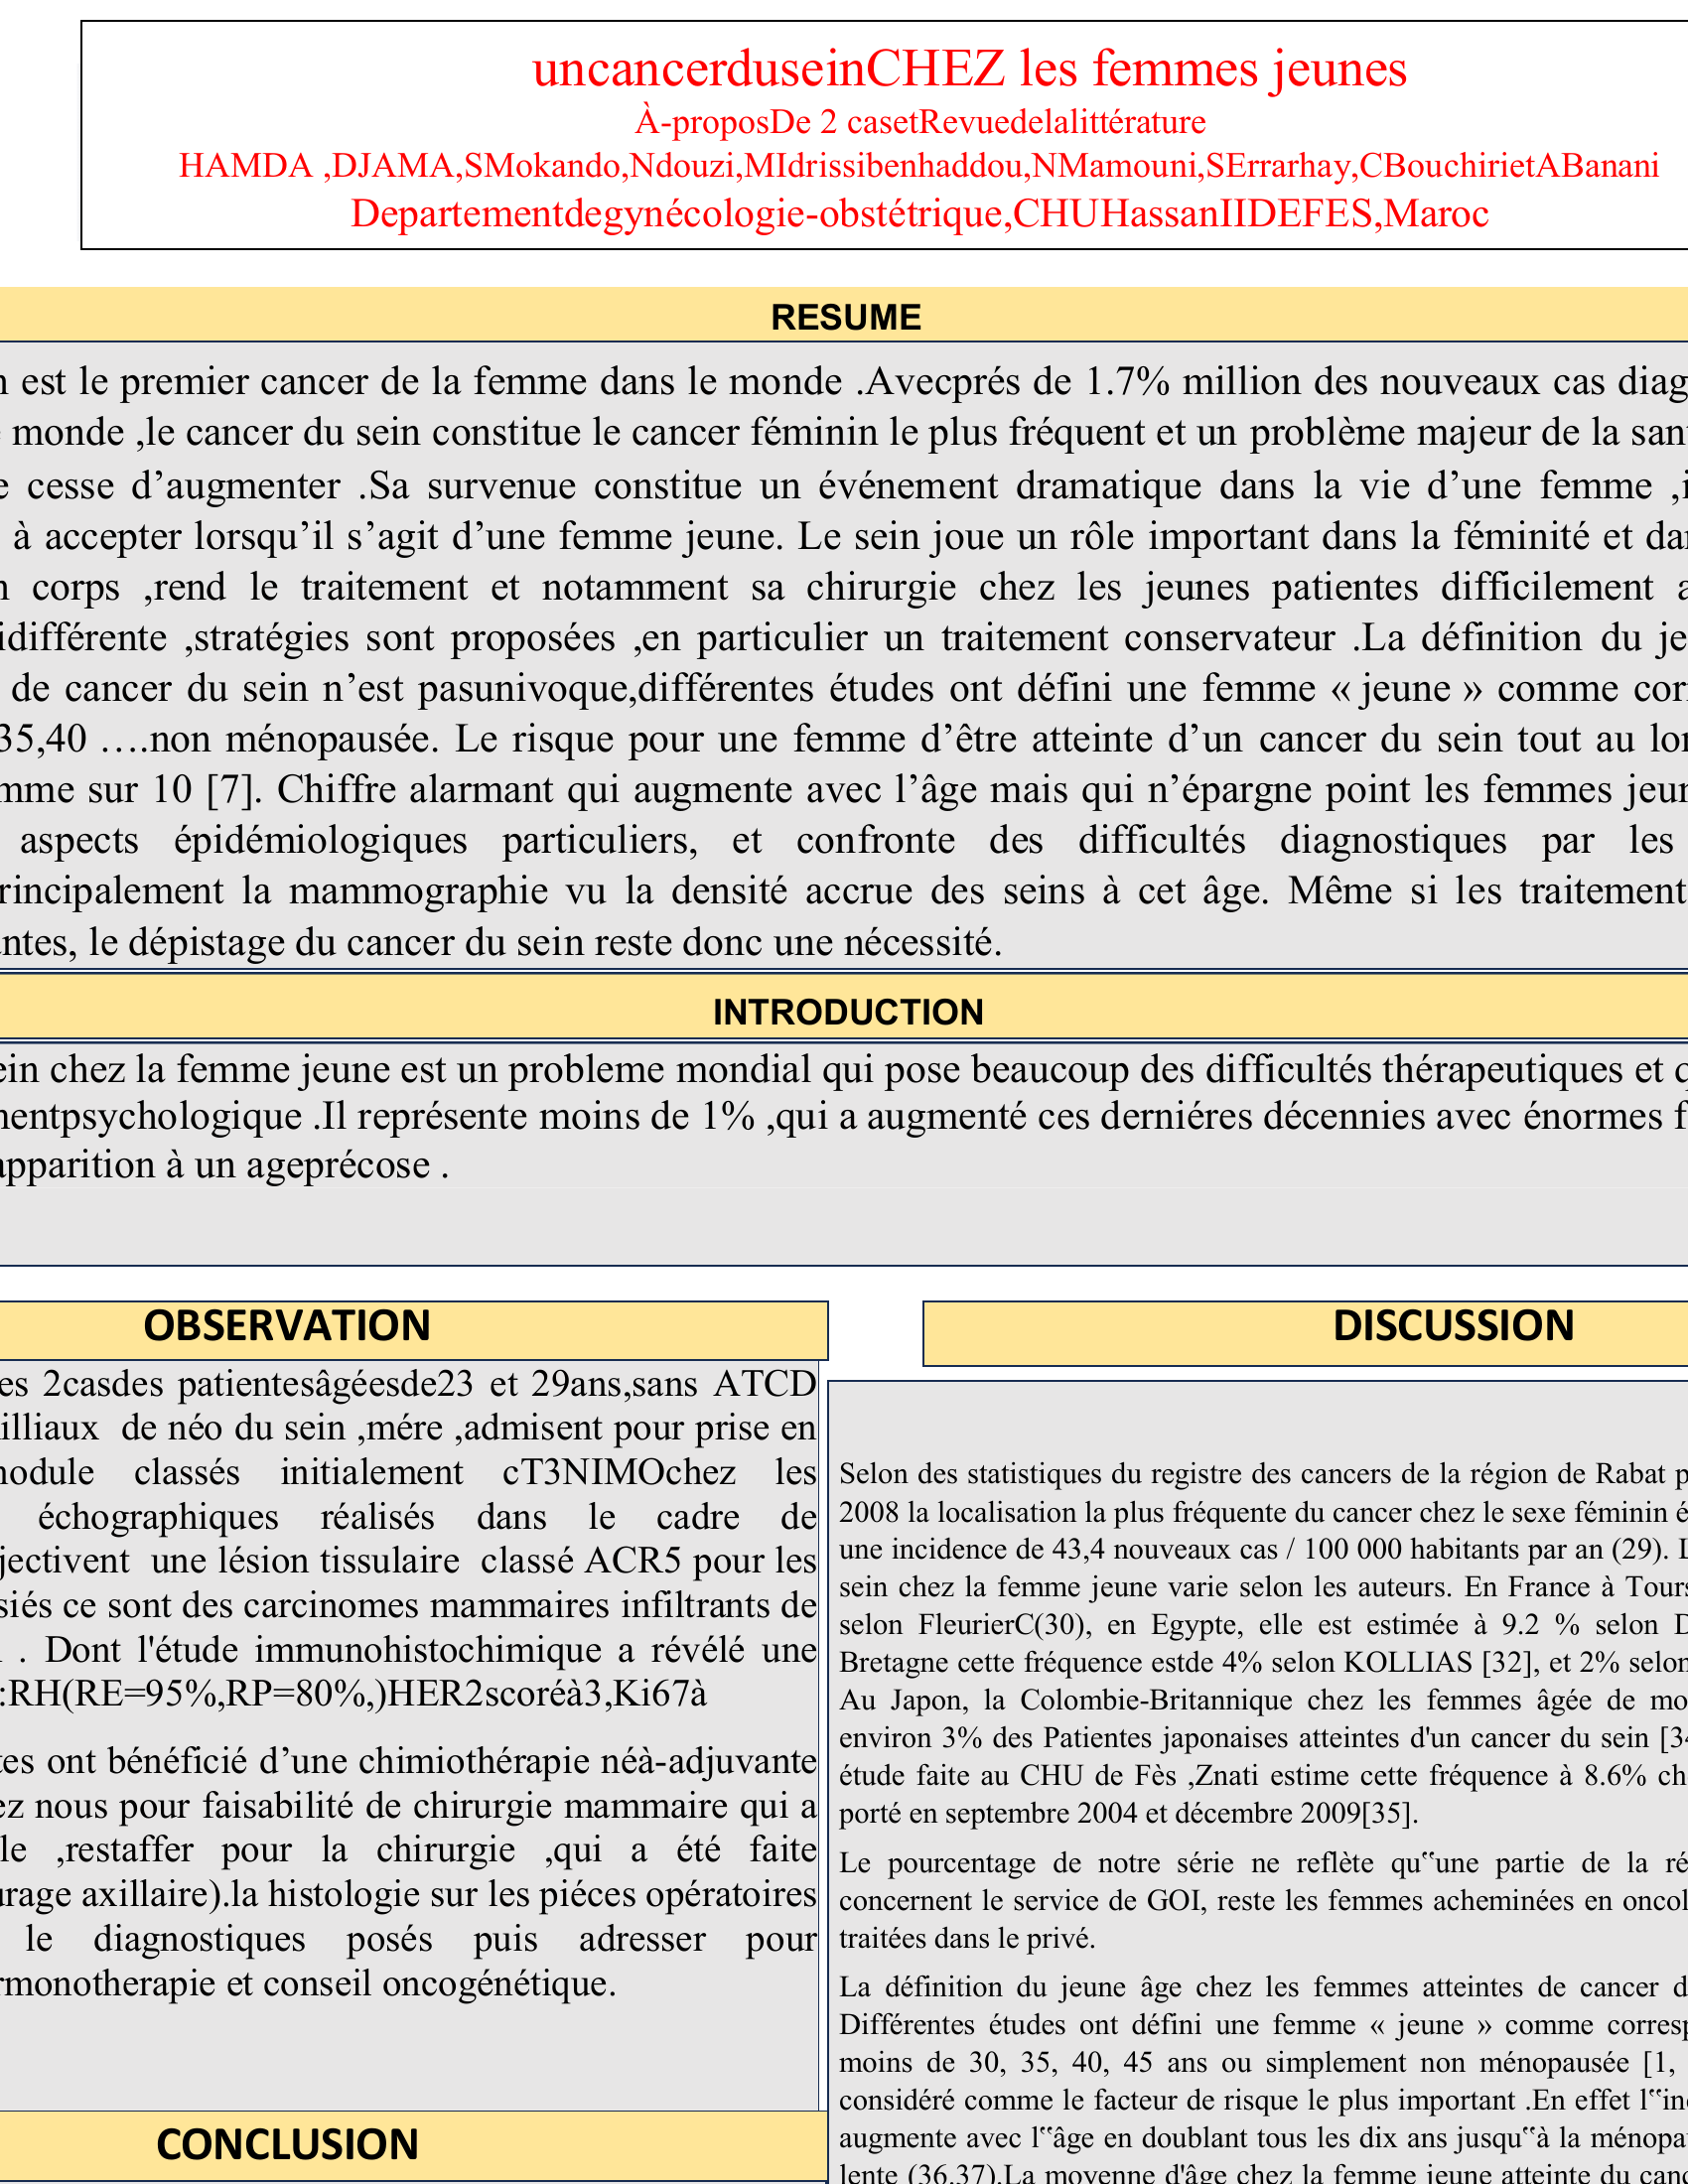 uncancerduseinCHEZ les femmes jeunes
À-proposDe 2 casetRevuedelalittérature
HAMDA ,DJAMA,SMokando,Ndouzi,MIdrissibenhaddou,NMamouni,SErrarhay,CBouchirietABanani
Departementdegynécologie-obstétrique,CHUHassanIIDEFES,Maroc
RESUME
est le premier cancer de la femme dans le monde .Avecprés de 1.7% million des nouveaux cas diag
monde ,le cancer du sein constitue le cancer féminin le plus fréquent et un problème majeur de la san
cesse d’augmenter .Sa survenue constitue un événement dramatique dans la vie d’une femme ,i
à accepter lorsqu’il s’agit d’une femme jeune. Le sein joue un rôle important dans la féminité et da
corps ,rend le traitement et notamment sa chirurgie chez les jeunes patientes difficilement a
idifférente ,stratégies sont proposées ,en particulier un traitement conservateur .La définition du je
de cancer du sein n’est pasunivoque,différentes études ont défini une femme « jeune » comme cor
35,40 ….non ménopausée. Le risque pour une femme d’être atteinte d’un cancer du sein tout au lo
mme sur 10 [7]. Chiffre alarmant qui augmente avec l’âge mais qui n’épargne point les femmes jeu
aspects épidémiologiques particuliers, et confronte des difficultés diagnostiques par les
rincipalement la mammographie vu la densité accrue des seins à cet âge. Même si les traitement
ntes, le dépistage du cancer du sein reste donc une nécessité.
INTRODUCTION
ein chez la femme jeune est un probleme mondial qui pose beaucoup des difficultés thérapeutiques et
mentpsychologique .Il représente moins de 1% ,qui a augmenté ces derniéres décennies avec énormes f
apparition à un ageprécose .
OBSERVATION
es 2casdes patientesâgéesde23 et 29ans,sans ATCD
illiaux de néo du sein ,mére ,admisent pour prise en
nodule classés initialement cT3NIMOchez les
échographiques réalisés dans le cadre de
jectivent une lésion tissulaire classé ACR5 pour les
siés ce sont des carcinomes mammaires infiltrants de
. Dont l'étude immunohistochimique a révélé une
:RH(RE=95%,RP=80%,)HER2scoréà3,Ki67à
tes ont bénéficié d’une chimiothérapie néà-adjuvante
ez nous pour faisabilité de chirurgie mammaire qui a
le ,restaffer pour la chirurgie ,qui a été faite
urage axillaire).la histologie sur les piéces opératoires
le diagnostiques posés puis adresser pour
rmonotherapie et conseil oncogénétique.
CONCLUSION
DISCUSSION
Selon des statistiques du registre des cancers de la région de Rabat p
2008 la localisation la plus fréquente du cancer chez le sexe féminin é
une incidence de 43,4 nouveaux cas / 100 000 habitants par an (29). L
sein chez la femme jeune varie selon les auteurs. En France à Tours
selon FleurierC(30), en Egypte, elle est estimée à 9.2 % selon D
Bretagne cette fréquence estde 4% selon KOLLIAS [32], et 2% selon
Au Japon, la Colombie-Britannique chez les femmes âgée de mo
environ 3% des Patientes japonaises atteintes d'un cancer du sein [34
étude faite au CHU de Fès ,Znati estime cette fréquence à 8.6% ch
porté en septembre 2004 et décembre 2009[35].
Le pourcentage de notre série ne reflète qu‟une partie de la ré
concernent le service de GOI, reste les femmes acheminées en oncol
traitées dans le privé.
La définition du jeune âge chez les femmes atteintes de cancer d
Différentes études ont défini une femme « jeune » comme corresp
moins de 30, 35, 40, 45 ans ou simplement non ménopausée [1,
considéré comme le facteur de risque le plus important .En effet l‟in
augmente avec l‟âge en doublant tous les dix ans jusqu‟à la ménopa
lente (36.37).La moyenne d'âge chez la femme jeune atteinte du canc